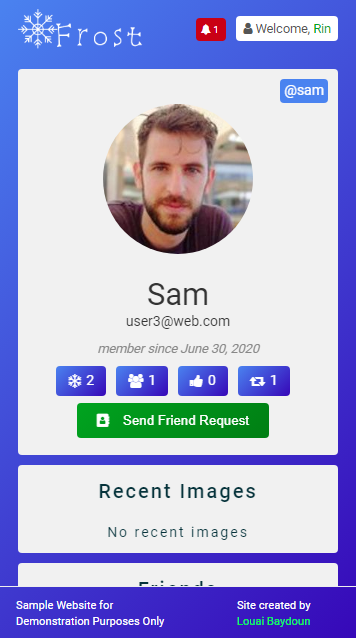 Frost
1
Welcome, Rin
@sam
Sam
user3@web.com
member since June 30, 2020
2
1
0
1
Send Friend Request
Recent Images
No recent images
Friends
Sample Website for
Demonstration Purposes Only
Site created by
Louai Baydoun